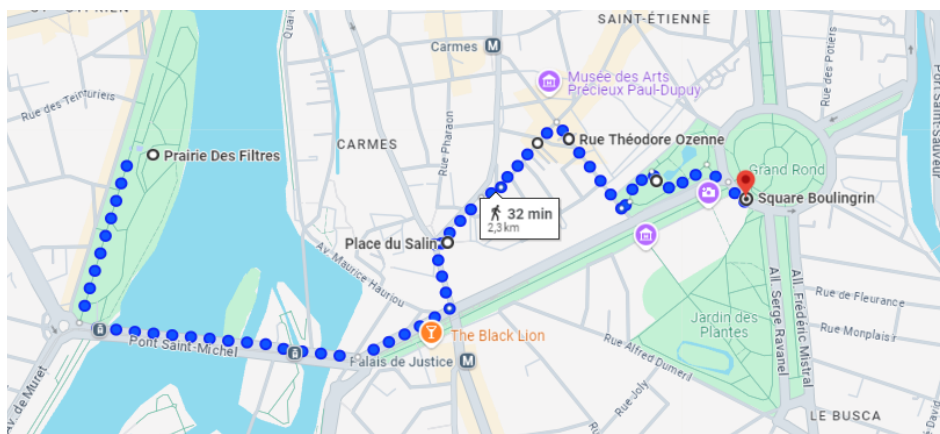 SAINT-ÉTIENNE
Carmes
M
Musée des Arts
Précieux Paul-Dupuy
Rue des Potiers
Port Saint-Sauveur
Rue des Teinturiers
CARMES
Rue Pharaon
Prairie Des Filtres
Rue Théodore Ozenne
Grand Rond
Square Boulingrin
32 min
2,3 km
Place du Salin
Av. Maurice Hauriou
The Black Lion
Pont Saint-Michel
Palais de Justice
M
Av. de Muret
Jardin des
Plantes
All. Serge Ravanel
All. Frédéric Mistral
Rue de Fleurance
Rue Monplaisir
Rue Alfred Dumeril
Rue Joly
LE BUSCA